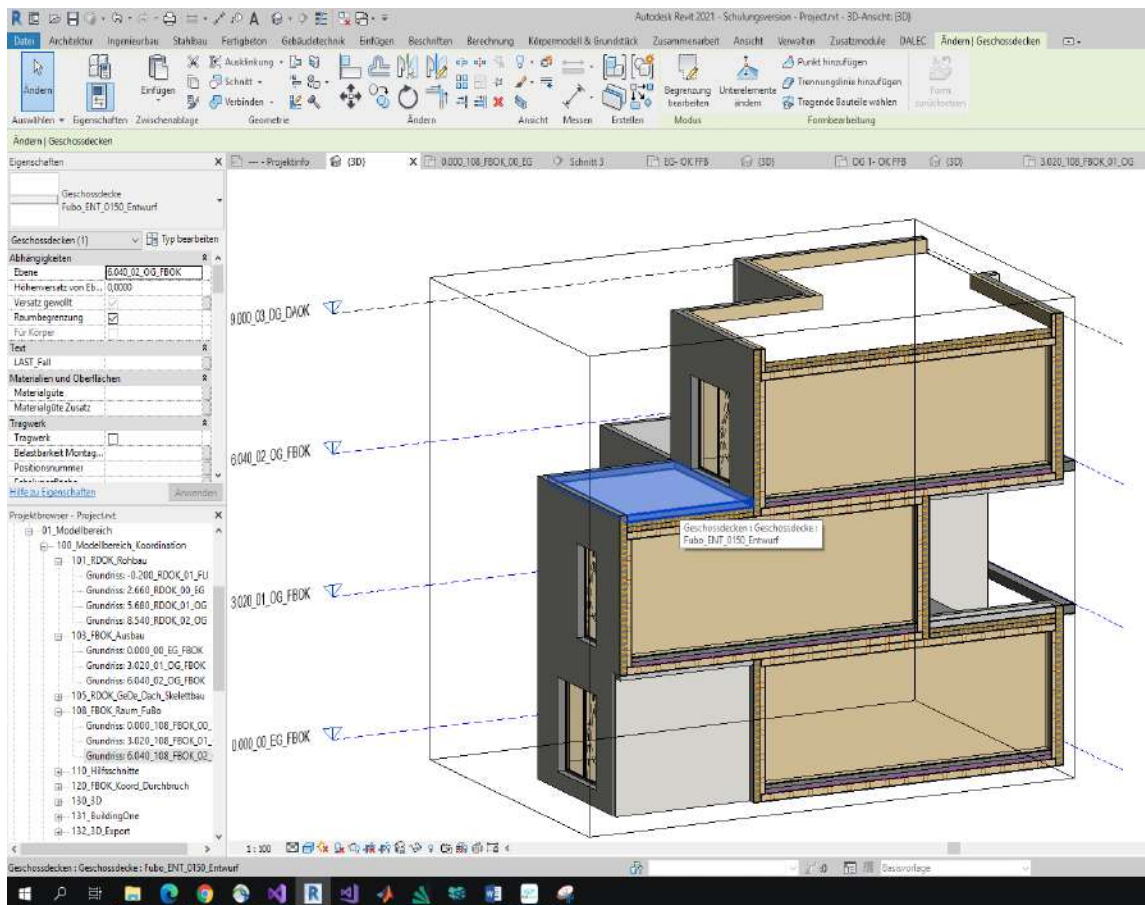 Autodesk Revit 2021 - Schulungsversion - Project.rvt - 3D-Ansicht: {3D}
Datei Architektur Ingenieurbau Stahlbau Fertigbeton Gebäudetechnik Einfügen Beschriften Berechnung Körpermodell & Grundstück Zusammenarbeit Ansicht Verwalten Zusatzmodule DALEC Ändern | Geschossdecken
Ausklinkung
Punkt hinzufügen
Schnitt
Trennungslinie hinzufügen
Ändern Einfügen Verbinden Begrenzung bearbeiten Unterelemente ändern Tragende Bauteile wählen Form zurücksetzen
Auswählen Eigenschaften Zwischenablage Geometrie Ändern Ansicht Messen Erstellen Modus Formbearbeitung
Ändern | Geschossdecken
Eigenschaften X
--- - Projektinfo {3D} X 0.000_108_FBOK_00_EG Schnitt 3 EG- OK FFB {3D} OG 1- OK FFB {3D} 3.020_108_FBOK_01_OG
Geschossdecke
Fubo_ENT_0150_Entwurf
Geschossdecken (1) Typ bearbeiten
Abhängigkeiten
Ebene 6.040_02_OG_FBOK
Höhenversatz von Eb... 0,0000
Versatz gewollt
Raumbegrenzung
Für Körper
Text
LAST_Fall
Materialien und Oberflächen
Materialgüte
Materialgüte Zusatz
Tragwerk
Tragwerk
Belastbarkeit Montag...
Positionsnummer
Hilfe zu Eigenschaften Anwenden
Projektbrowser - Project.rvt X
01_Modellbereich
100_Modellbereich_Koordination
101_RDOK_Rohbau
Grundriss: -0.200_RDOK_01_FU
Grundriss: 2.660_RDOK_00_EG
Grundriss: 5.680_RDOK_01_OG
Grundriss: 8.540_RDOK_02_OG
103_FBOK_Ausbau
Grundriss: 0.000_00_EG_FBOK
Grundriss: 3.020_01_OG_FBOK
Grundriss: 6.040_02_OG_FBOK
105_RDOK_GeDe_Dach_Skelettbau
108_FBOK_Raum_FuBo
Grundriss: 0.000_108_FBOK_00_
Grundriss: 3.020_108_FBOK_01_
Grundriss: 6.040_108_FBOK_02_
110_Hilfsschnitte
120_FBOK_Koord_Durchbruch
130_3D
131_BuildingOne
132_3D_Export
9.000_03_DG_DAOK
6.040_02_OG_FBOK
Geschossdecken : Geschossdecke :
Fubo_ENT_0150_Entwurf
3.020_01_OG_FBOK
0.000_00_EG_FBOK
1 : 100
Geschossdecken : Geschossdecke : Fubo_ENT_0150_Entwurf
:0 Basisvorlage